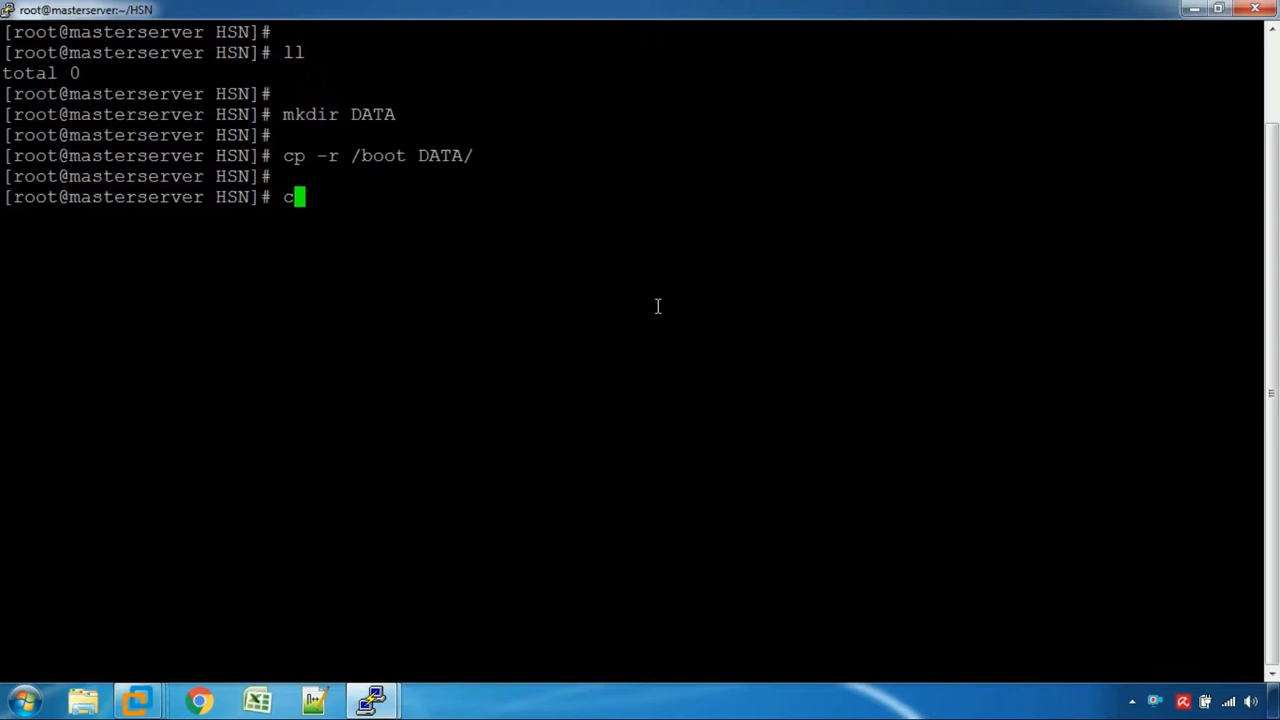 root@masterserver:~/HSN
[root@masterserver HSN]#
[root@masterserver HSN]# ll
total 0
[root@masterserver HSN]#
[root@masterserver HSN]# mkdir DATA
[root@masterserver HSN]#
[root@masterserver HSN]# cp -r /boot DATA/
[root@masterserver HSN]#
[root@masterserver HSN]# c